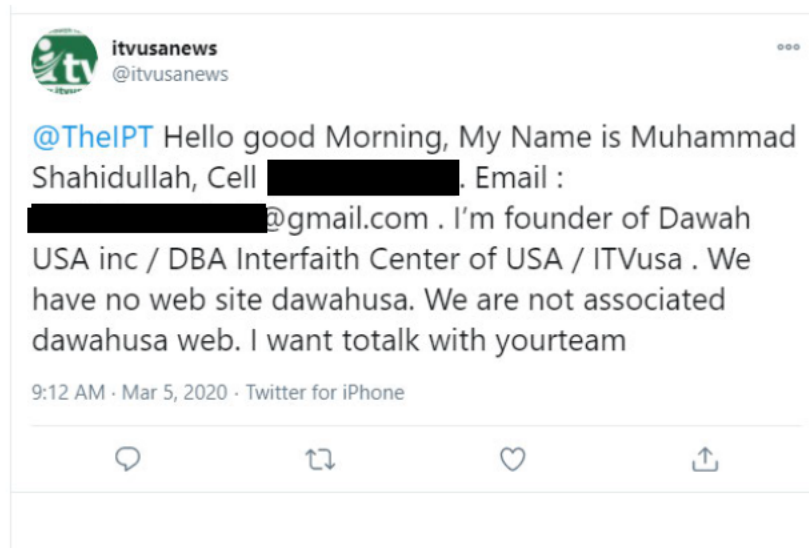 itv
itvusa
itvusanews
@itvusanews
@TheIPT Hello good Morning, My Name is Muhammad
Shahidullah, Cell . Email :
@gmail.com . I'm founder of Dawah
USA inc / DBA Interfaith Center of USA / ITVusa . We
have no web site dawahusa. We are not associated
dawahusa web. I want totalk with yourteam
9:12 AM · Mar 5, 2020 · Twitter for iPhone